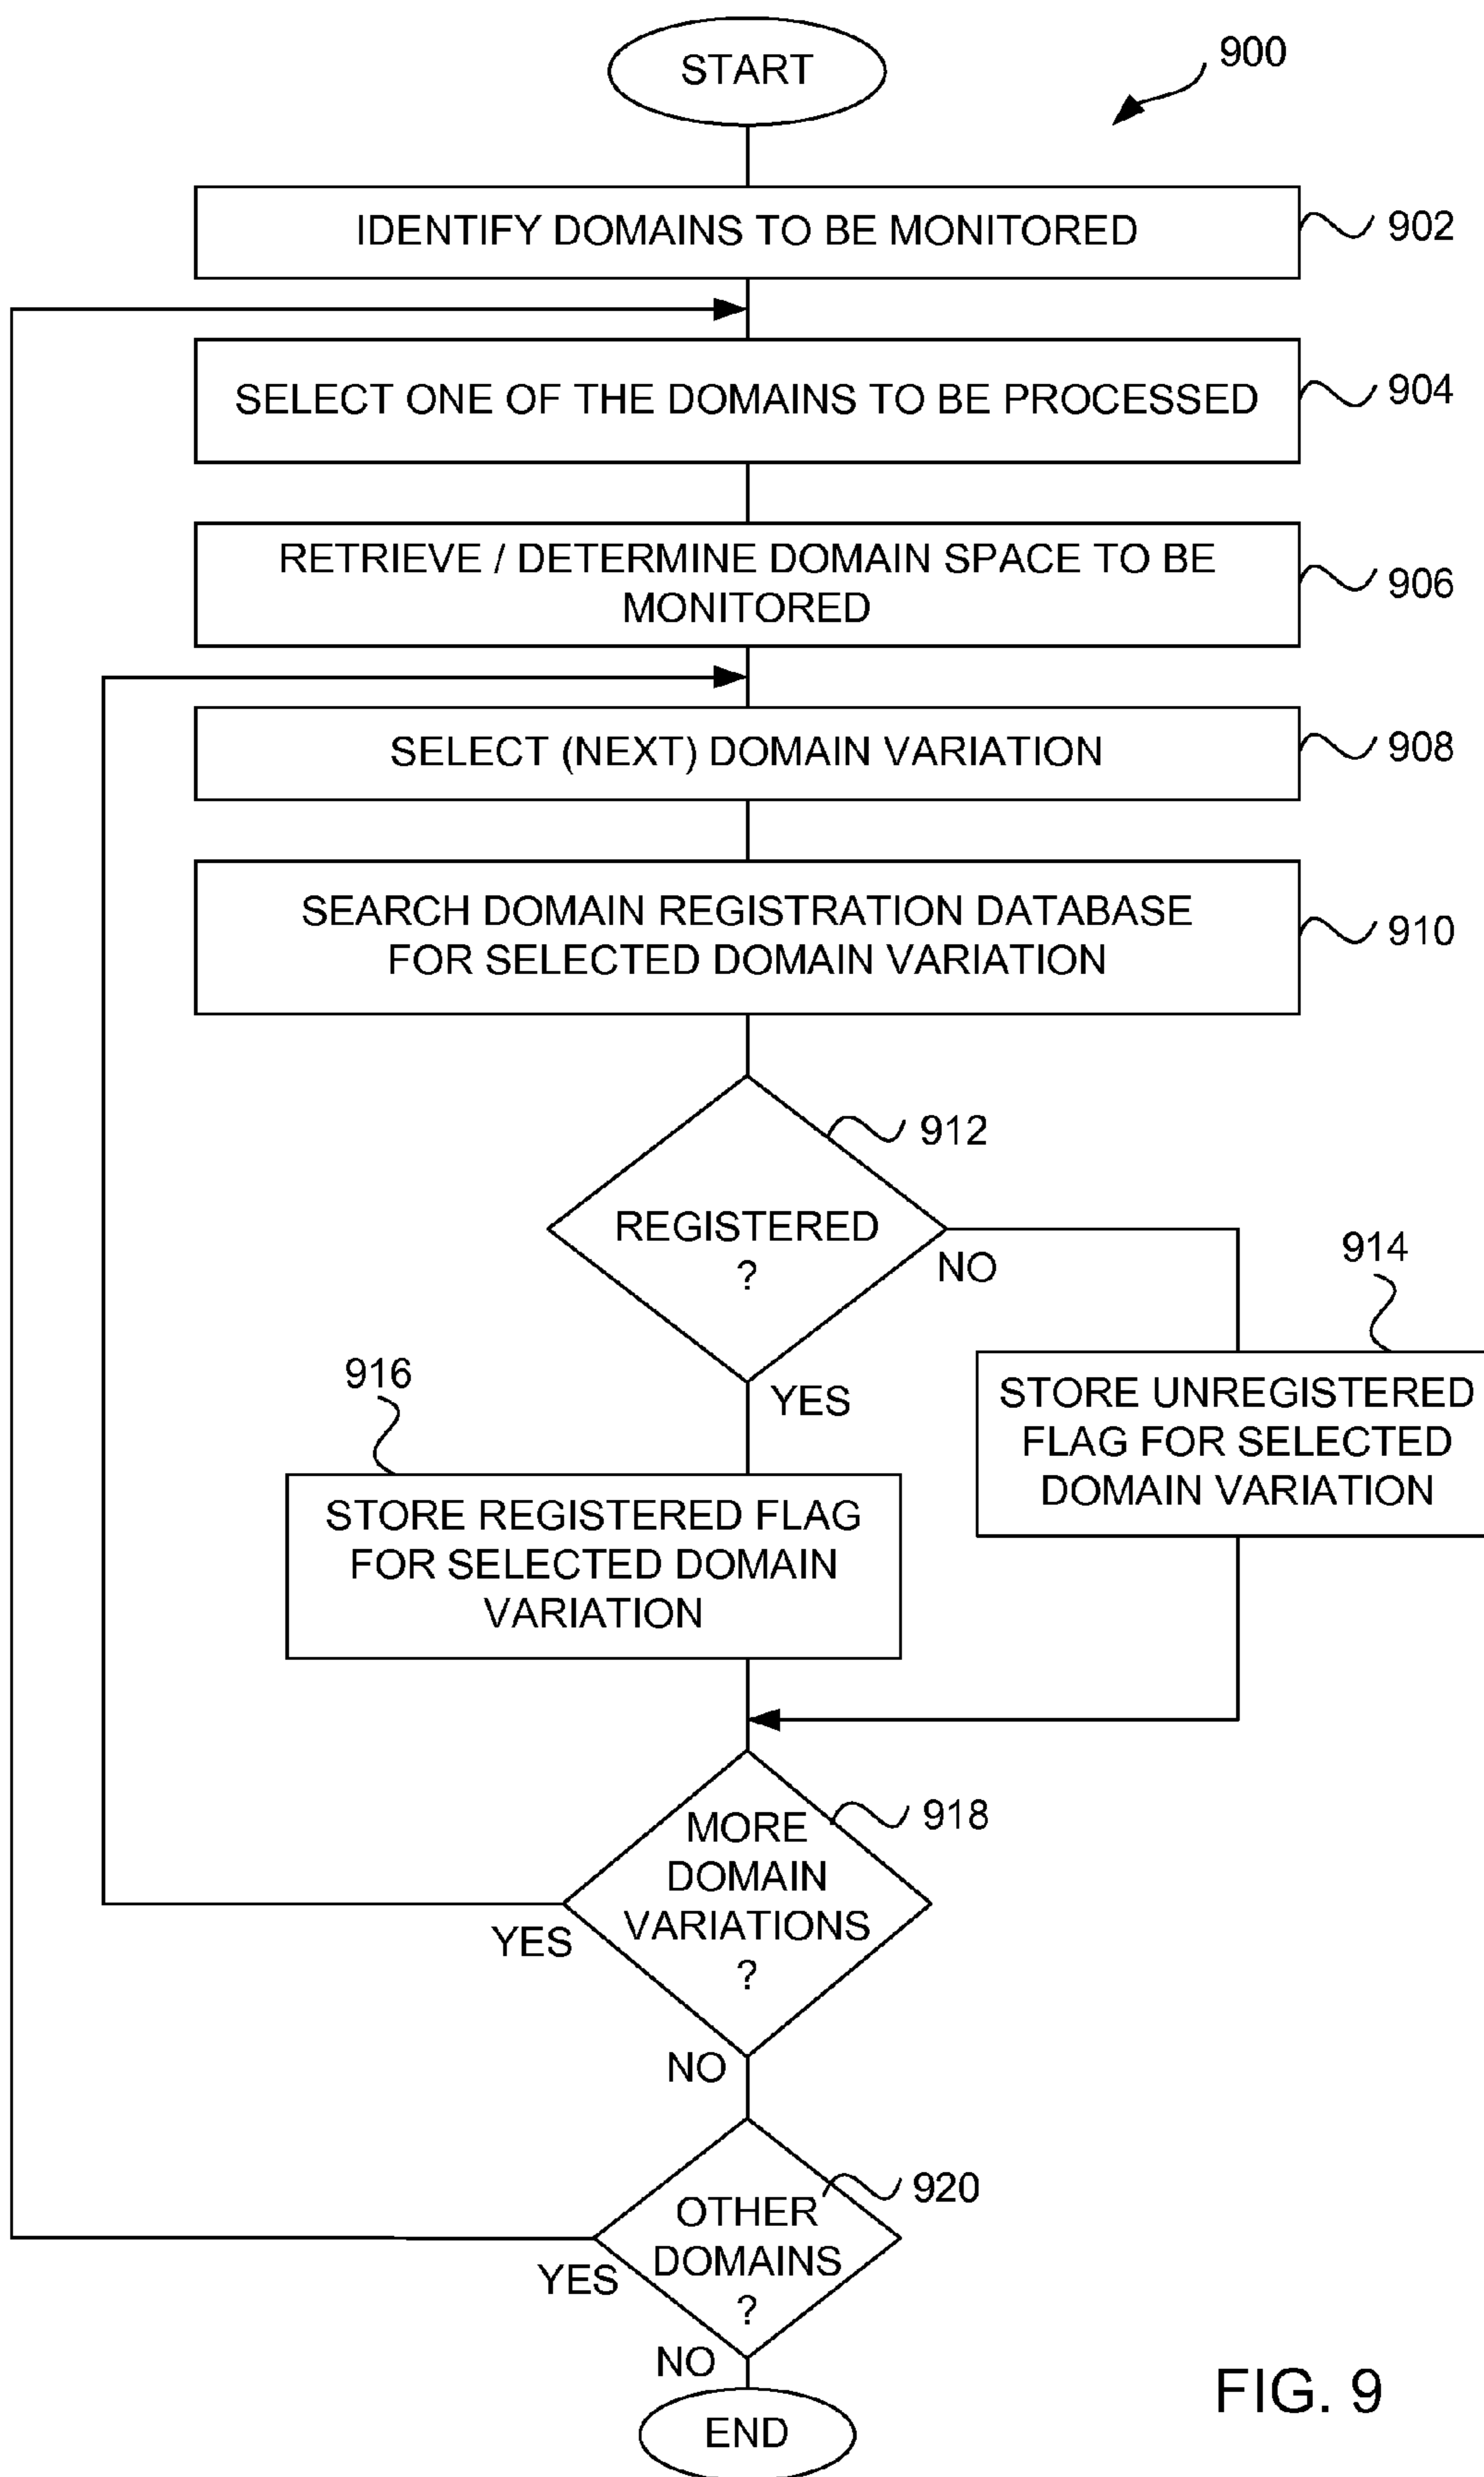 START
900
IDENTIFY DOMAINS TO BE MONITORED
902
SELECT ONE OF THE DOMAINS TO BE PROCESSED
904
RETRIEVE / DETERMINE DOMAIN SPACE TO BE
MONITORED
906
SELECT (NEXT) DOMAIN VARIATION
908
SEARCH DOMAIN REGISTRATION DATABASE
FOR SELECTED DOMAIN VARIATION
910
912
REGISTERED
?
NO
YES
914
STORE UNREGISTERED
FLAG FOR SELECTED
DOMAIN VARIATION
916
STORE REGISTERED FLAG
FOR SELECTED DOMAIN
VARIATION
918
MORE
DOMAIN
VARIATIONS
?
YES
NO
920
OTHER
DOMAINS
?
YES
NO
END
FIG. 9